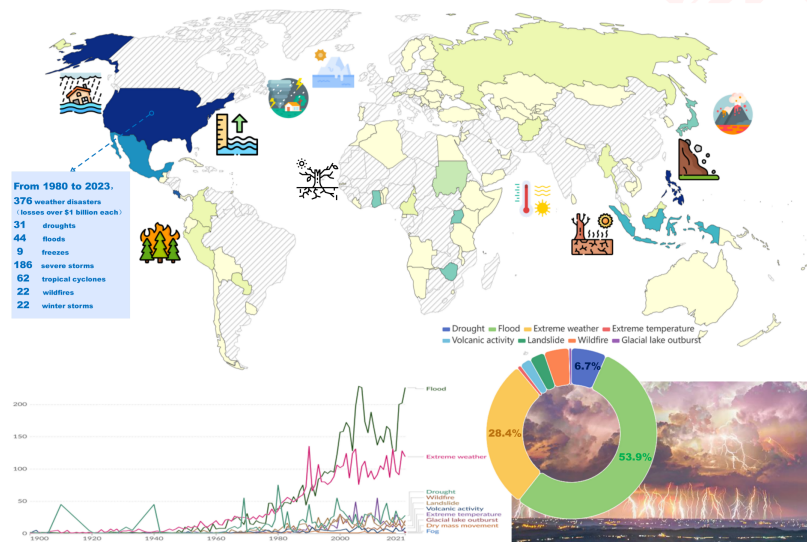 From 1980 to 2023,
376 weather disasters
(losses over $1 billion each)
31 droughts
44 floods
9 freezes
186 severe storms
62 tropical cyclones
22 wildfires
22 winter storms
Drought Flood Extreme weather Extreme temperature
Volcanic activity Landslide Wildfire Glacial lake outburst
6.7%
28.4%
53.9%
200
150
100
50
0
1900 1920 1940 1960 1980 2000 2021
Flood
Extreme weather
Drought
Wildfire
Landslide
Volcanic activity
Extreme temperature
Glacial lake outburst
Dry mass movement
Fog